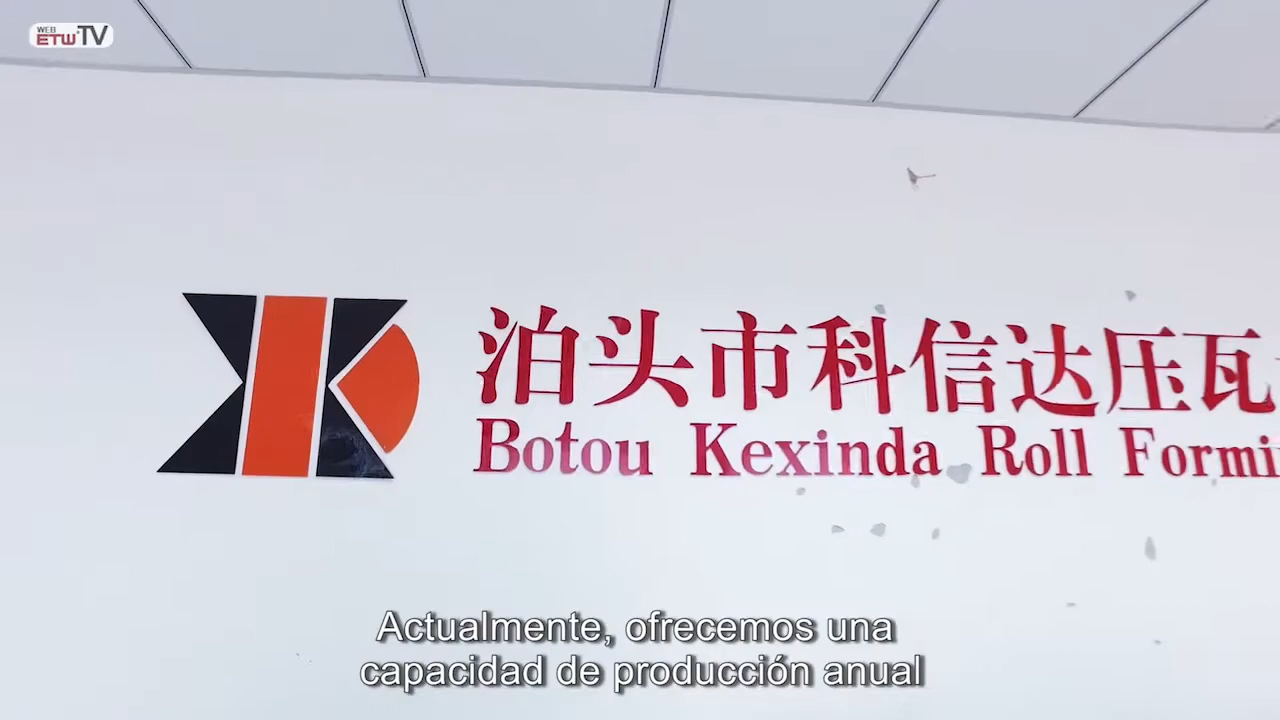 WEB
ETW TV
泊头市科信达压瓦
Botou Kexinda Roll Formi
Actualmente, ofrecemos una
capacidad de producción anual